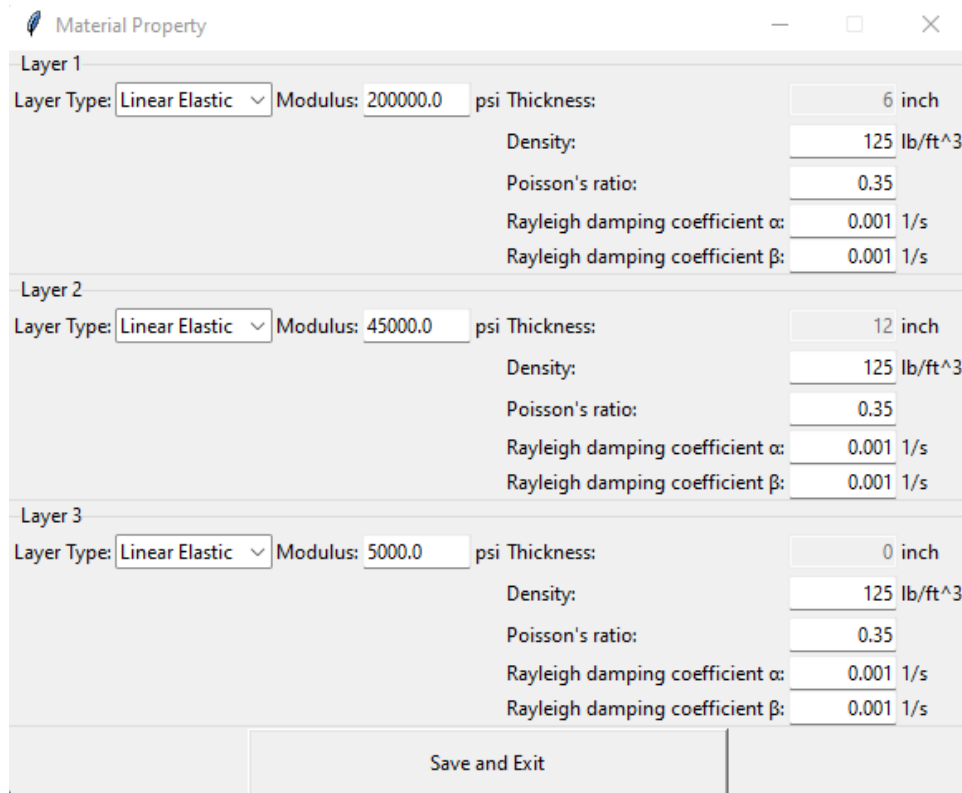 Material Property
Layer 1
Layer Type: Linear Elastic Modulus: 200000.0 psi Thickness: 6 inch
Density: 125 lb/ft^3
Poisson's ratio: 0.35
Rayleigh damping coefficient α: 0.001 1/s
Rayleigh damping coefficient β: 0.001 1/s
Layer 2
Layer Type: Linear Elastic Modulus: 45000.0 psi Thickness: 12 inch
Density: 125 lb/ft^3
Poisson's ratio: 0.35
Rayleigh damping coefficient α: 0.001 1/s
Rayleigh damping coefficient β: 0.001 1/s
Layer 3
Layer Type: Linear Elastic Modulus: 5000.0 psi Thickness: 0 inch
Density: 125 lb/ft^3
Poisson's ratio: 0.35
Rayleigh damping coefficient α: 0.001 1/s
Rayleigh damping coefficient β: 0.001 1/s
Save and Exit